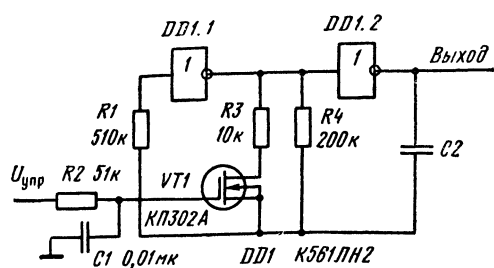 DD1.1
DD1.2
1
1
Выход
R1
510к
R3
10к
R4
200к
C2
Uупр
R2 51к
VT1
КП302А
C1 0,01мк
DD1 К561ЛН2